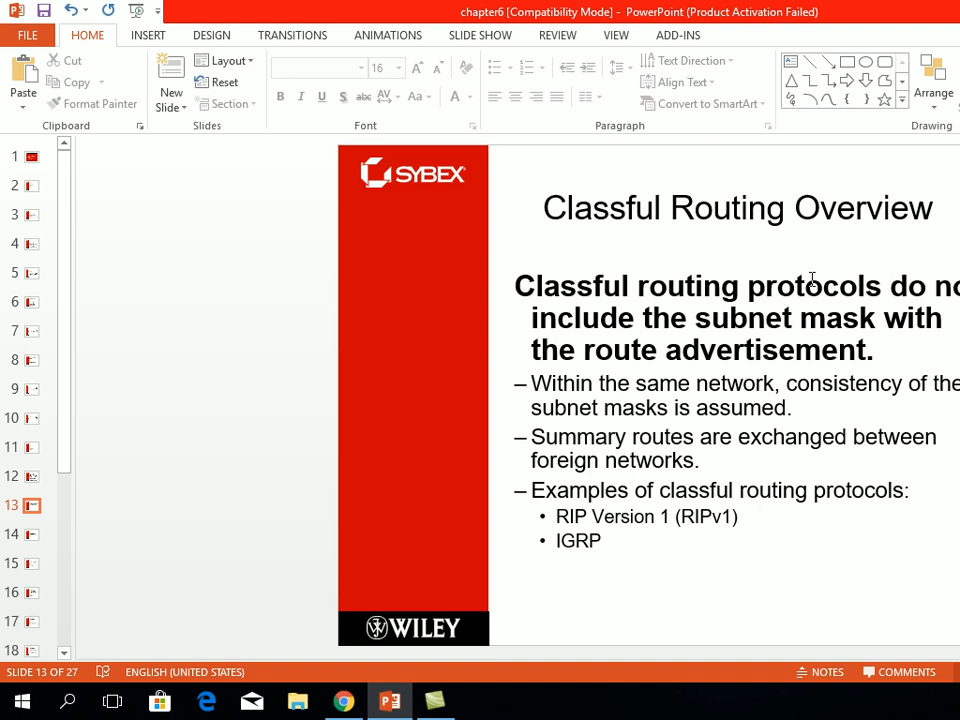 chapter6 [Compatibility Mode] - PowerPoint (Product Activation Failed)
FILE HOME INSERT DESIGN TRANSITIONS ANIMATIONS SLIDE SHOW REVIEW VIEW ADD-INS
Paste
Cut
Copy
Format Painter
Clipboard
New
Slide
Layout
Reset
Section
Slides
16
B I U S abc AV Aa A
Font
Text Direction
Align Text
Convert to SmartArt
Paragraph
Arrange
Drawing
1
2
3
4
5
6
7
8
9
10
11
12
13
14
15
16
17
18
SYBEX
Classful Routing Overview
Classful routing protocols do no
include the subnet mask with
the route advertisement.
– Within the same network, consistency of the
subnet masks is assumed.
– Summary routes are exchanged between
foreign networks.
– Examples of classful routing protocols:
• RIP Version 1 (RIPv1)
• IGRP
WILEY
SLIDE 13 OF 27 ENGLISH (UNITED STATES) NOTES COMMENTS